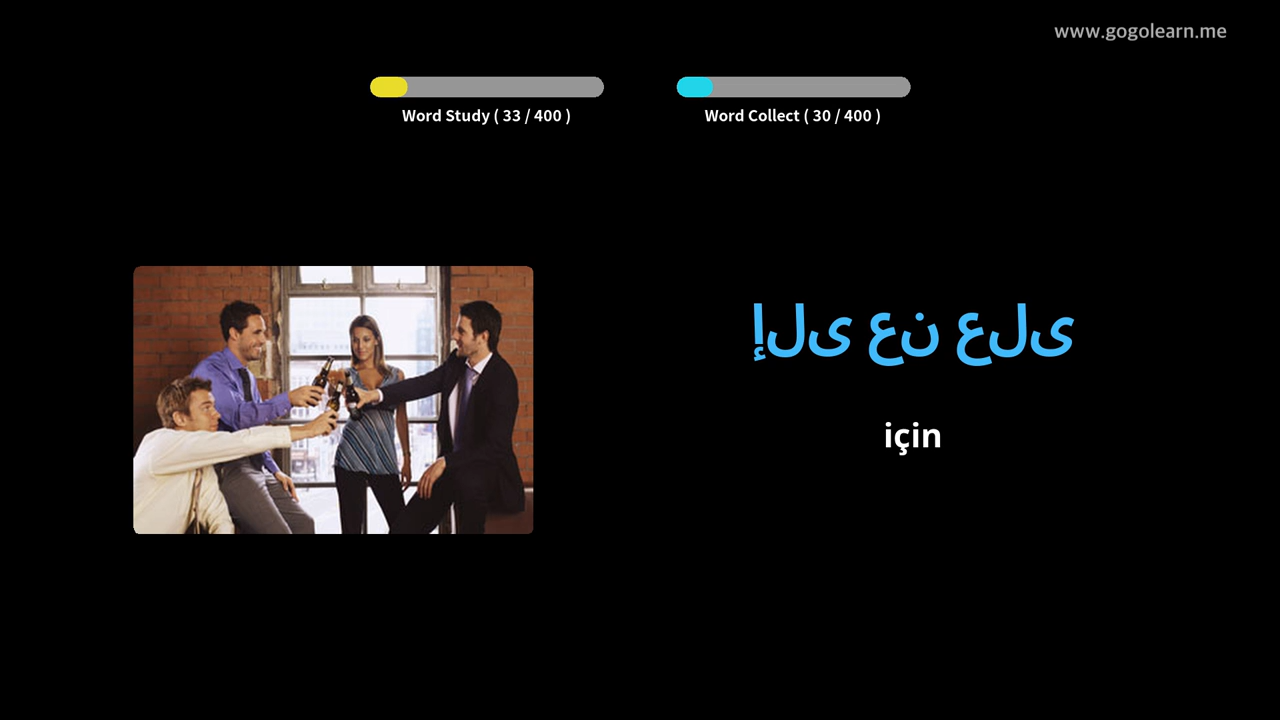 www.gogolearn.me
Word Study ( 33 / 400 )
Word Collect ( 30 / 400 )
إلى عن على
için